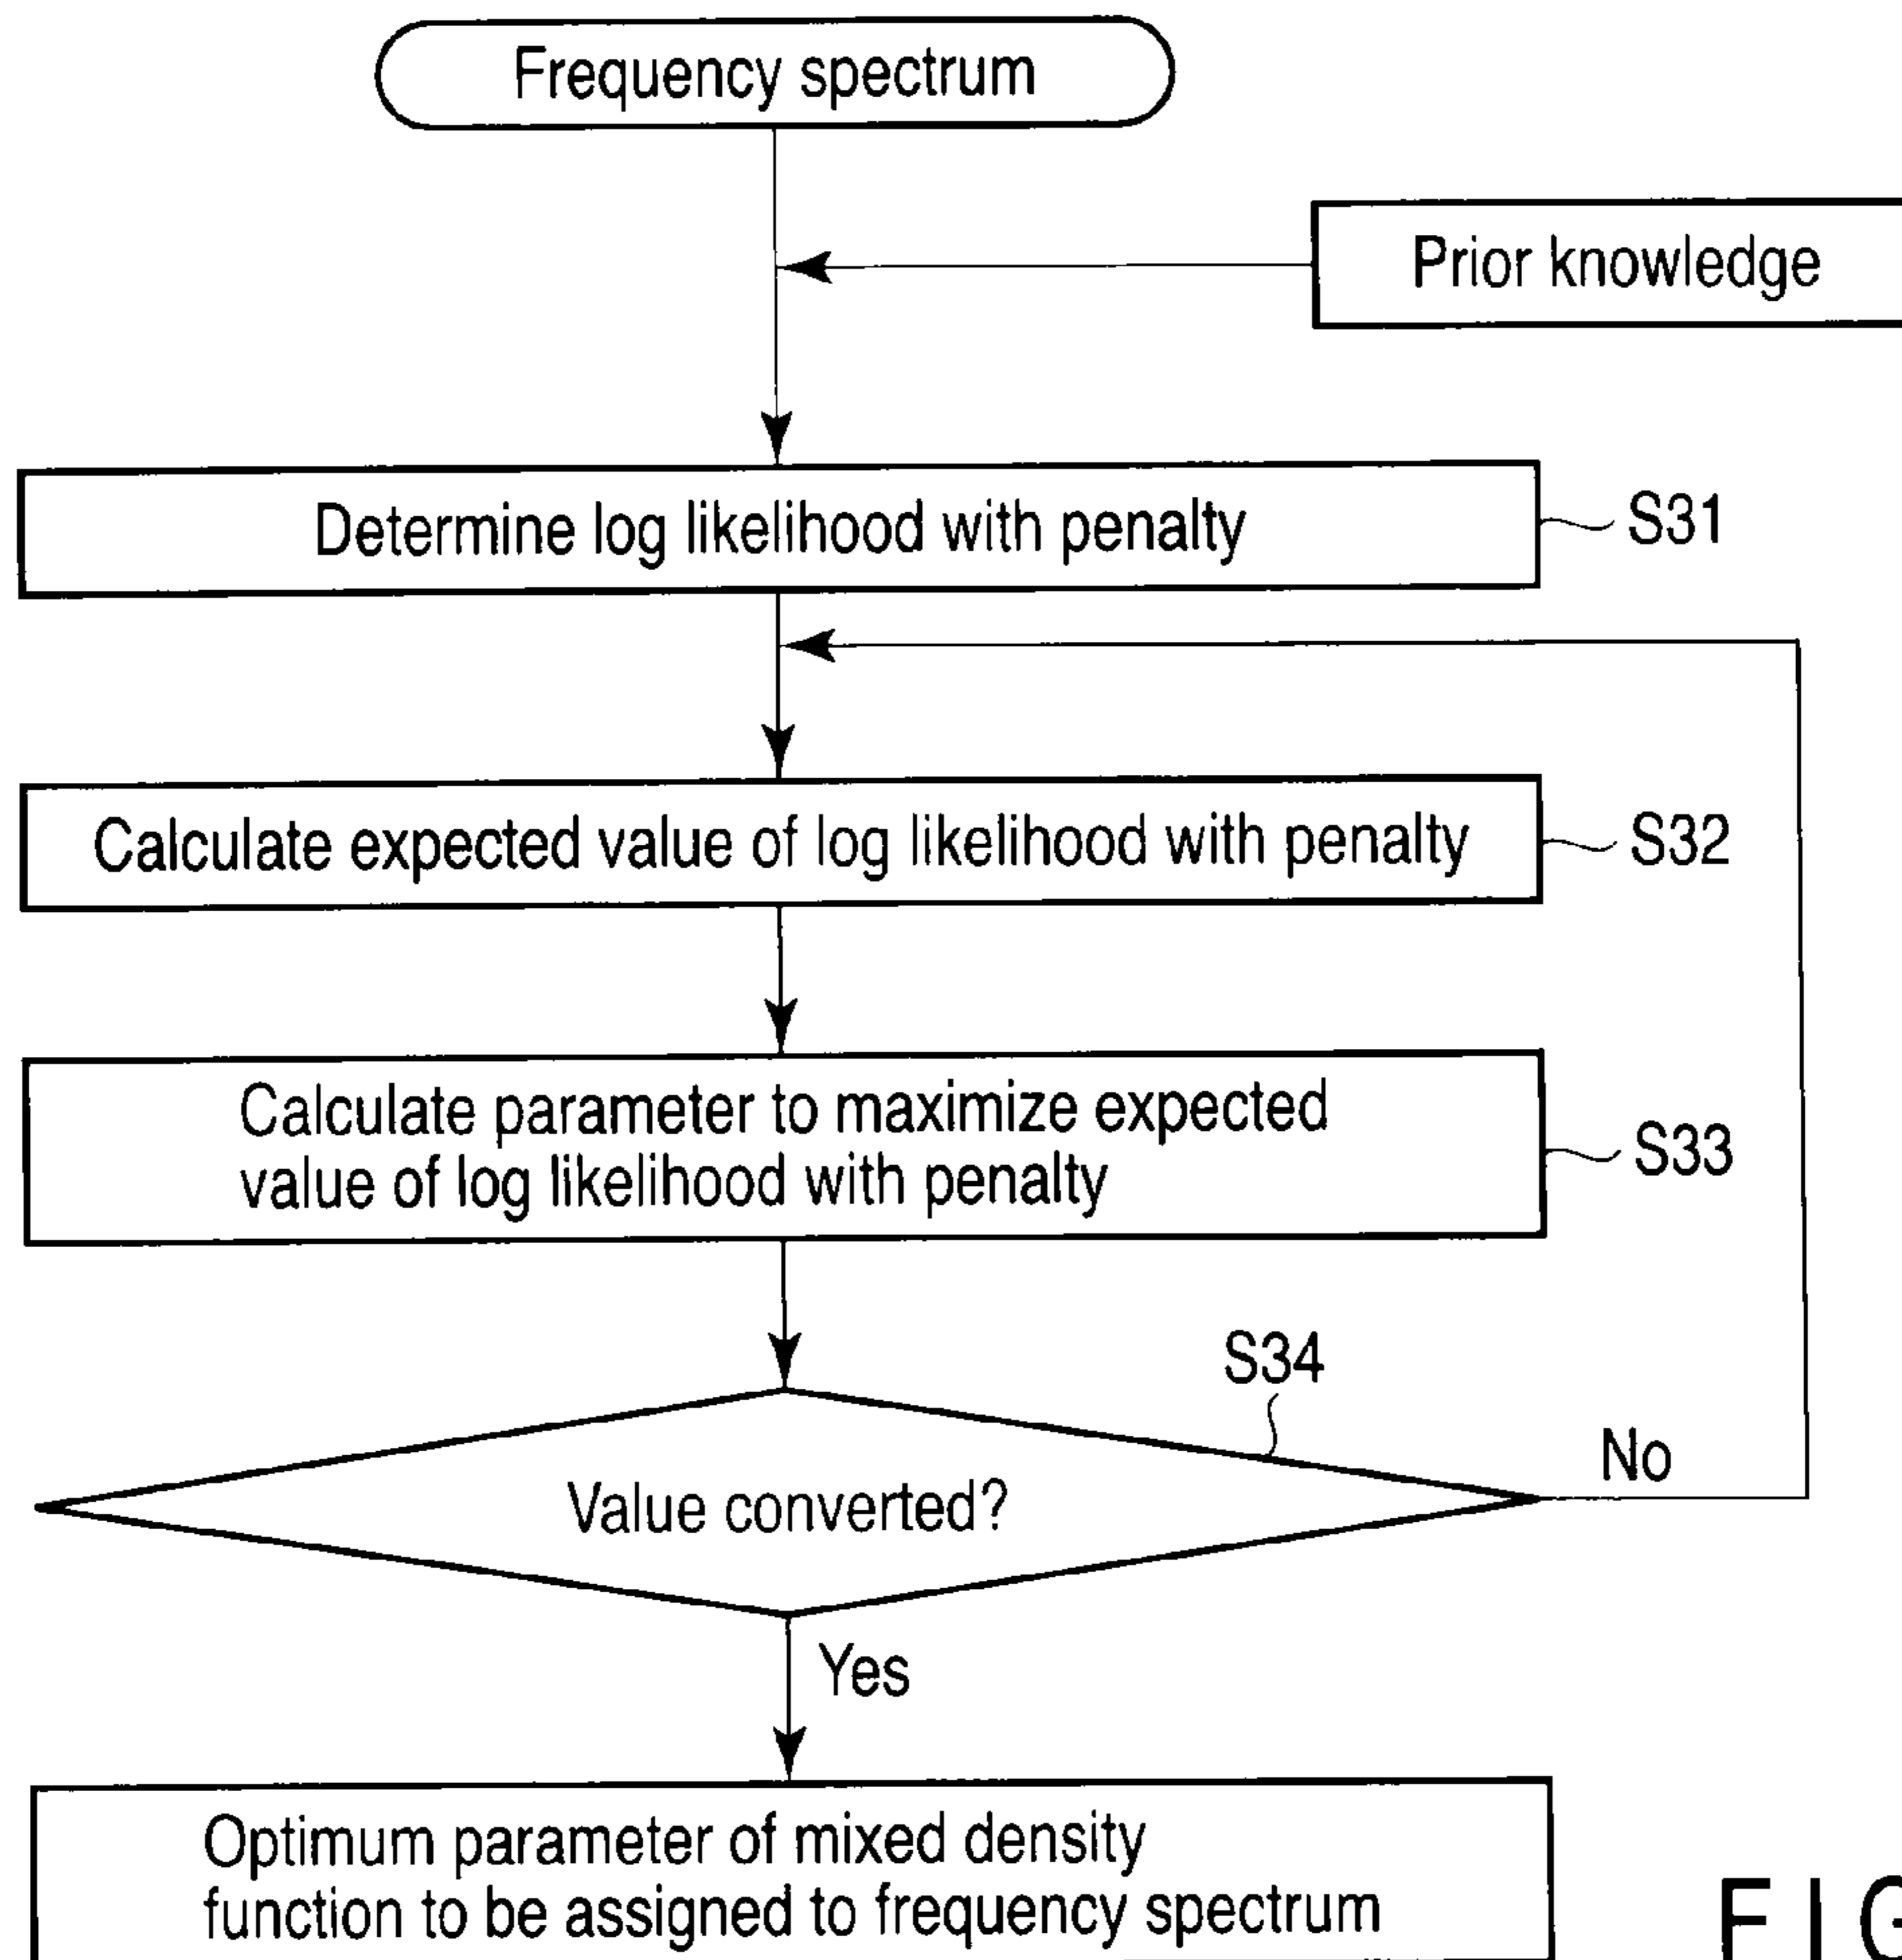 Frequency spectrum
Prior knowledge
Determine log likelihood with penalty
S31
Calculate expected value of log likelihood with penalty
S32
Calculate parameter to maximize expected
value of log likelihood with penalty
S33
S34
Value converted?
No
Yes
Optimum parameter of mixed density
function to be assigned to frequency spectrum
FIG